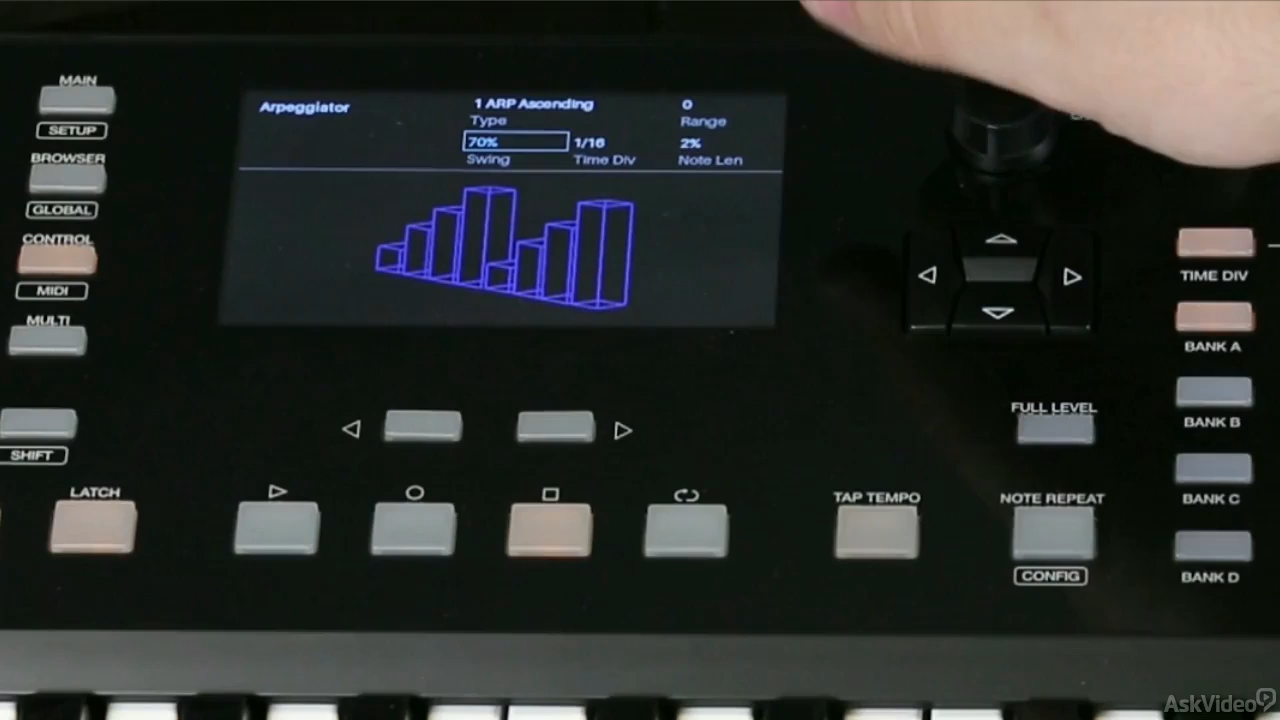 MAIN
SETUP
BROWSER
GLOBAL
CONTROL
MIDI
MULTI
SHIFT
LATCH
Arpeggiator
1 ARP Ascending
Type
0
Range
70%
Swing
1/16
Time Div
2%
Note Len
TAP TEMPO
FULL LEVEL
NOTE REPEAT
CONFIG
TIME DIV
BANK A
BANK B
BANK C
BANK D
AskVideo